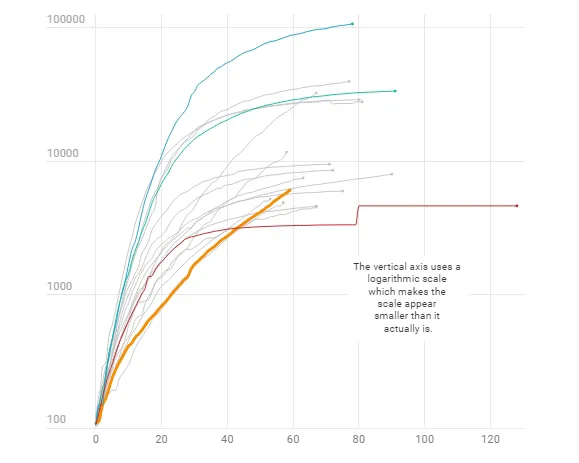 100000
10000
1000
100
The vertical axis uses a
logarithmic scale
which makes the
scale appear
smaller than it
actually is.
0 20 40 60 80 100 120